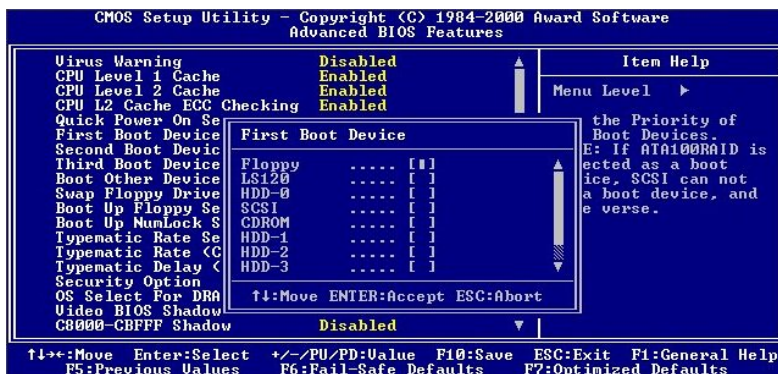 CMOS Setup Utility - Copyright (C) 1984-2000 Award Software
Advanced BIOS Features
Virus Warning Disabled
CPU Level 1 Cache Enabled
CPU Level 2 Cache Enabled
CPU L2 Cache ECC Checking Enabled
Quick Power On Se
First Boot Device
Second Boot Devic
Third Boot Devic
Boot Other Device
Swap Floppy Drive
Boot Up Floppy Se
Boot Up NumLock S
Typematic Rate Se
Typematic Rate (C
Typematic Delay (
Security Option
OS Select For DRA
Video BIOS Shadow
C8000-CBFFF Shadow Disabled
First Boot Device
Floppy ..... [▮]
LS120 ..... [ ]
HDD-0 ..... [ ]
SCSI ..... [ ]
CDROM ..... [ ]
HDD-1 ..... [ ]
HDD-2 ..... [ ]
HDD-3 ..... [ ]
↑↓:Move ENTER:Accept ESC:Abort
Item Help
Menu Level ▶
the Priority of
Boot Devices.
E: If ATA100RAID is
ected as a boot
ice, SCSI can not
a boot device, and
e verse.
↑↓→←:Move Enter:Select +/-/PU/PD:Value F10:Save ESC:Exit F1:General Help
F5:Previous Values F6:Fail-Safe Defaults F7:Optimized Defaults